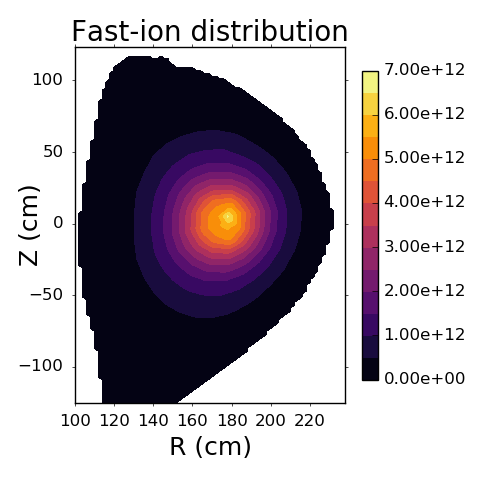 Fast-ion distribution
Z (cm)
100
50
0
−50
−100
100 120 140 160 180 200 220
R (cm)
7.00e+12
6.00e+12
5.00e+12
4.00e+12
3.00e+12
2.00e+12
1.00e+12
0.00e+00